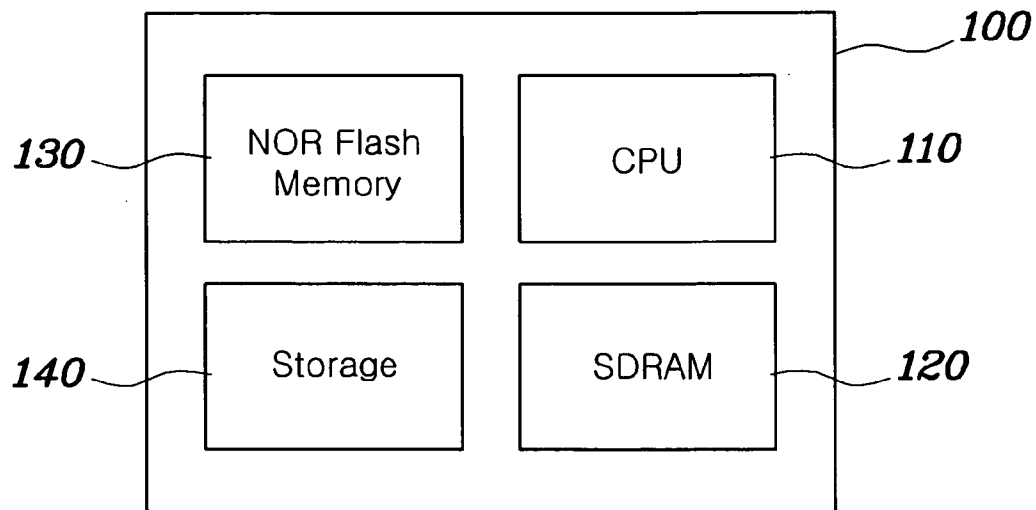 100
130
NOR Flash
Memory
CPU
110
140
Storage
SDRAM
120